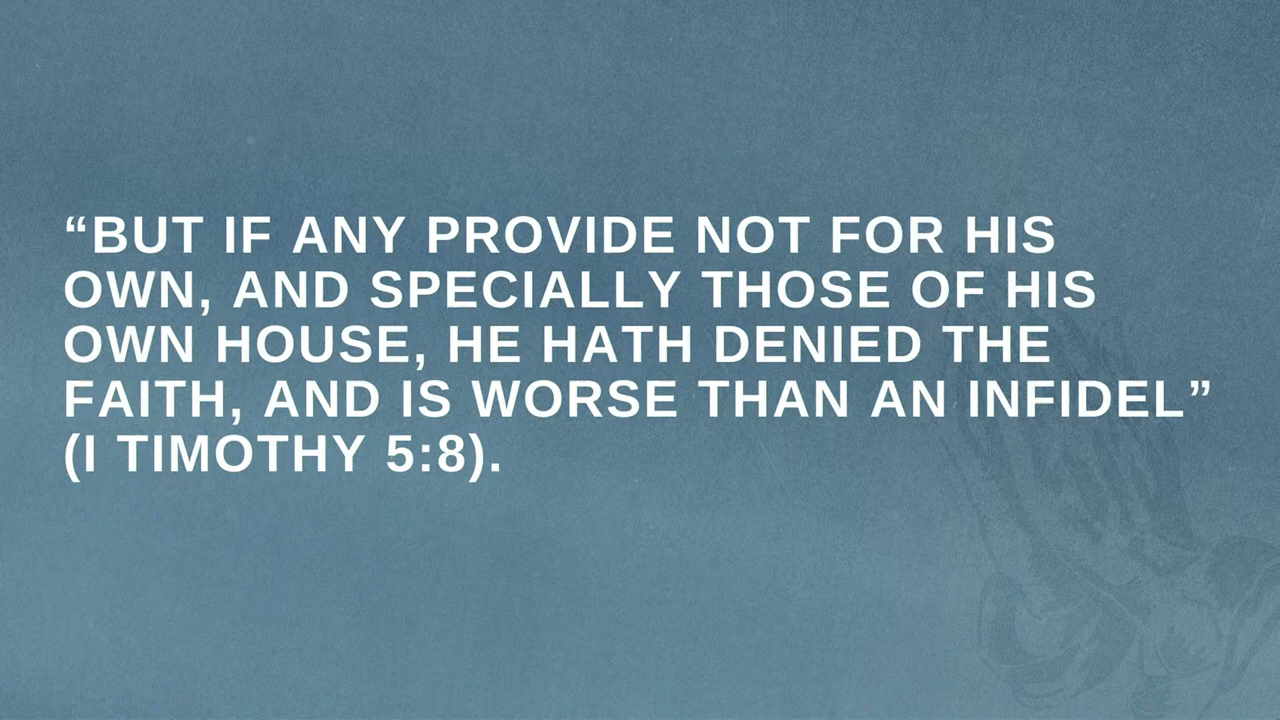 “BUT IF ANY PROVIDE NOT FOR HIS
OWN, AND SPECIALLY THOSE OF HIS
OWN HOUSE, HE HATH DENIED THE
FAITH, AND IS WORSE THAN AN INFIDEL”
(I TIMOTHY 5:8).